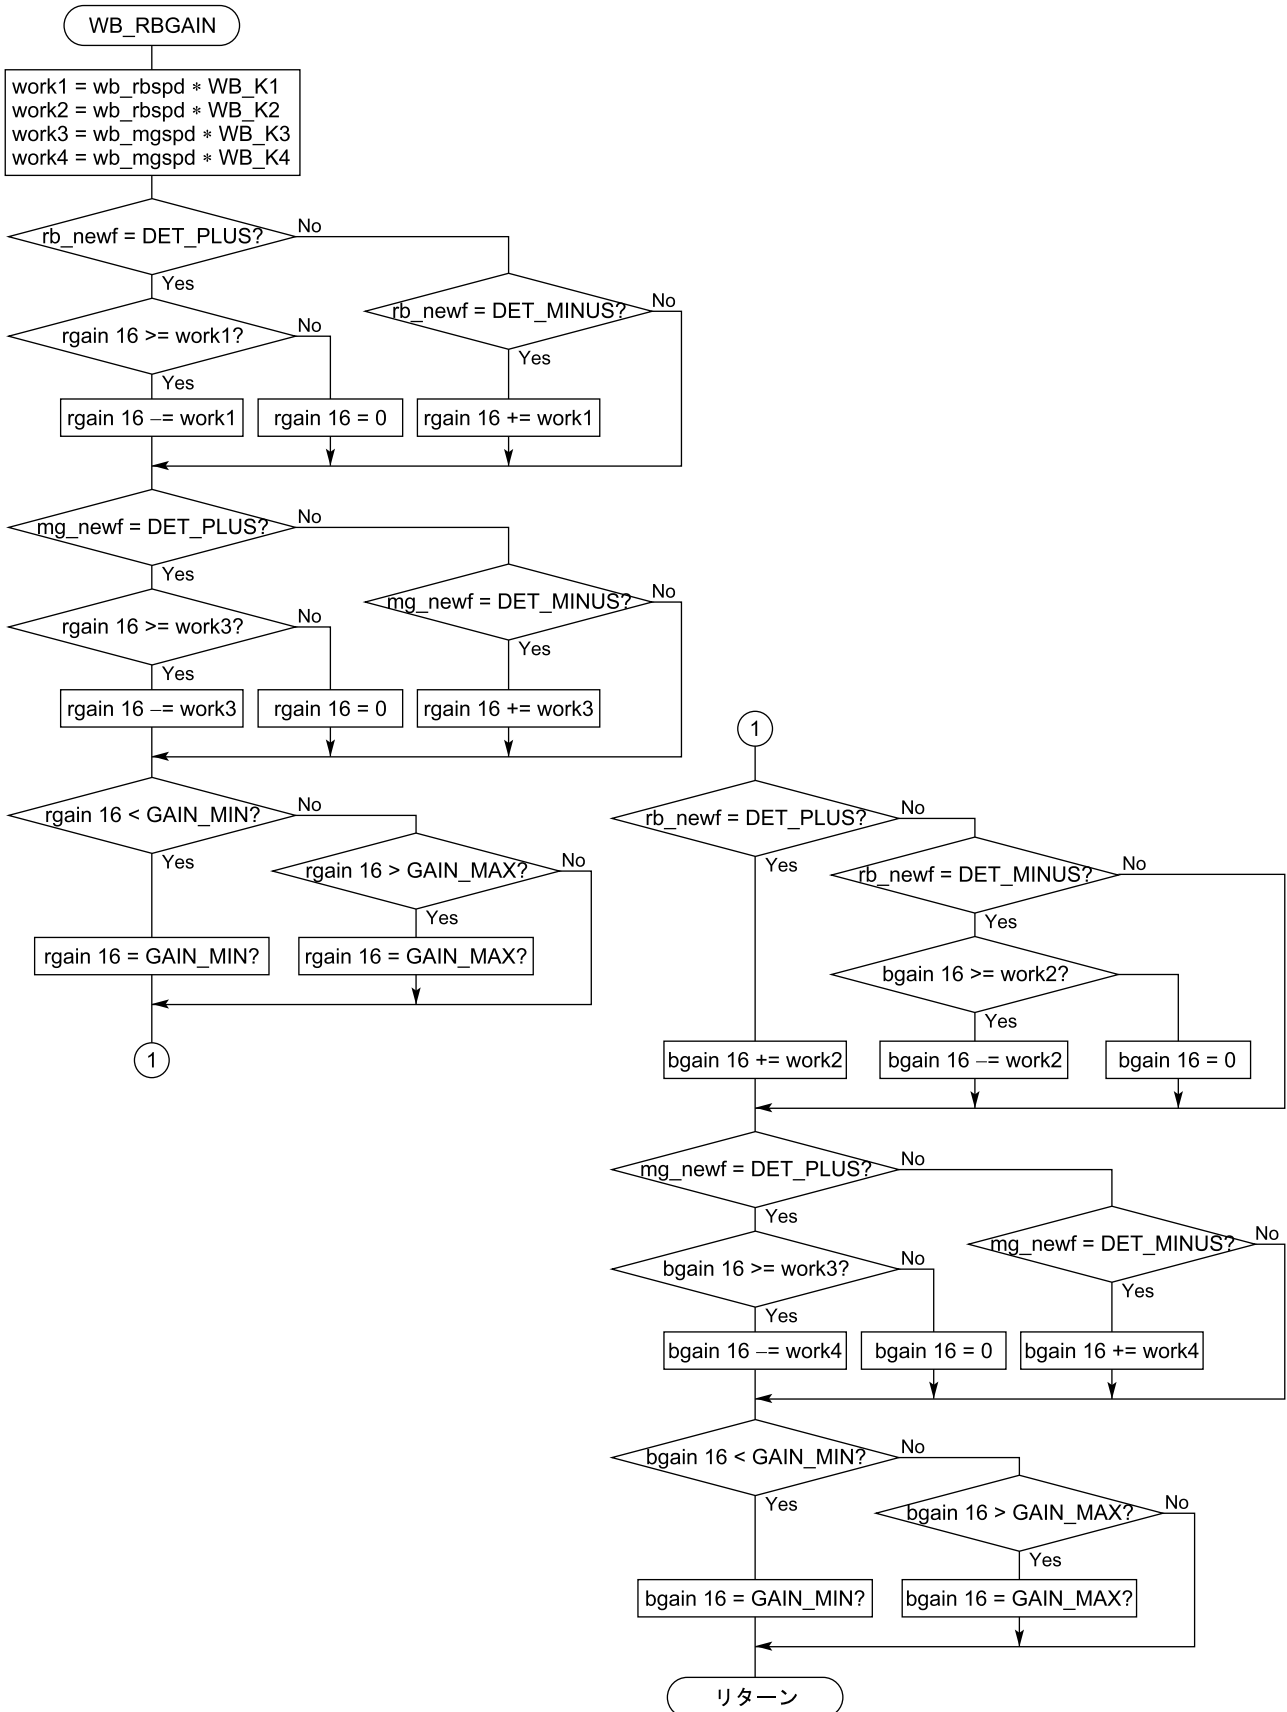 WB_RBGAIN
work1 = wb_rbspd * WB_K1
work2 = wb_rbspd * WB_K2
work3 = wb_mgspd * WB_K3
work4 = wb_mgspd * WB_K4
rb_newf = DET_PLUS?
No
Yes
rb_newf = DET_MINUS?
No
Yes
rgain 16 >= work1?
No
Yes
rgain 16 –= work1
rgain 16 = 0
rgain 16 += work1
mg_newf = DET_PLUS?
No
Yes
mg_newf = DET_MINUS?
No
Yes
rgain 16 >= work3?
No
Yes
rgain 16 –= work3
rgain 16 = 0
rgain 16 += work3
rgain 16 < GAIN_MIN?
No
Yes
rgain 16 > GAIN_MAX?
No
Yes
rgain 16 = GAIN_MIN?
rgain 16 = GAIN_MAX?
1
1
rb_newf = DET_PLUS?
No
Yes
rb_newf = DET_MINUS?
No
Yes
bgain 16 >= work2?
Yes
bgain 16 += work2
bgain 16 –= work2
bgain 16 = 0
mg_newf = DET_PLUS?
No
Yes
mg_newf = DET_MINUS?
No
Yes
bgain 16 >= work3?
No
Yes
bgain 16 –= work4
bgain 16 = 0
bgain 16 += work4
bgain 16 < GAIN_MIN?
No
Yes
bgain 16 > GAIN_MAX?
No
Yes
bgain 16 = GAIN_MIN?
bgain 16 = GAIN_MAX?
リターン